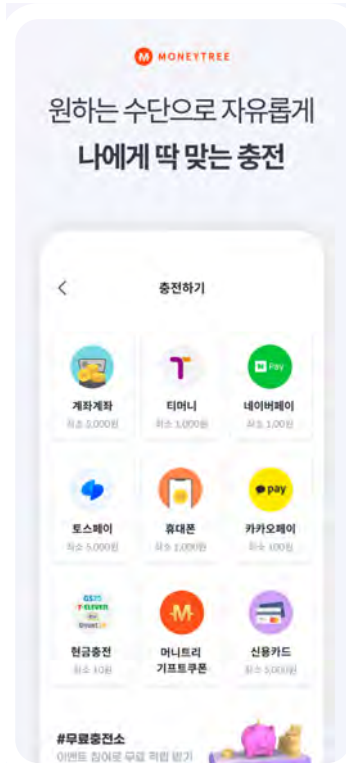 MONEYTREE
원하는 수단으로 자유롭게
나에게 딱 맞는 충전
충전하기
계좌계좌
최소 5,000원
티머니
최소 1,000원
네이버페이
최소 1,00원
N Pay
토스페이
최소 5,000원
휴대폰
최소 1,000원
카카오페이
최소 100원
pay
현금충전
최소 10원
GS25
7-ELEVEN
머니트리
기프트쿠폰
신용카드
최소 5,000원
#무료충전소
이벤트 참여로 무료 적립 받기